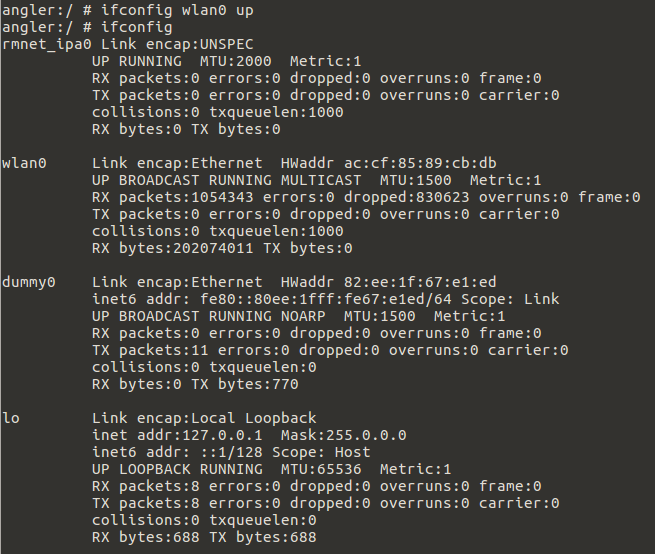 angler:/ # ifconfig wlan0 up
angler:/ # ifconfig
rmnet_ipa0 Link encap:UNSPEC
          UP RUNNING  MTU:2000  Metric:1
          RX packets:0 errors:0 dropped:0 overruns:0 frame:0
          TX packets:0 errors:0 dropped:0 overruns:0 carrier:0
          collisions:0 txqueuelen:1000
          RX bytes:0 TX bytes:0

wlan0     Link encap:Ethernet  HWaddr ac:cf:85:89:cb:db
          UP BROADCAST RUNNING MULTICAST  MTU:1500  Metric:1
          RX packets:1054343 errors:0 dropped:830623 overruns:0 frame:0
          TX packets:0 errors:0 dropped:0 overruns:0 carrier:0
          collisions:0 txqueuelen:1000
          RX bytes:202074011 TX bytes:0

dummy0    Link encap:Ethernet  HWaddr 82:ee:1f:67:e1:ed
          inet6 addr: fe80::80ee:1fff:fe67:e1ed/64 Scope: Link
          UP BROADCAST RUNNING NOARP  MTU:1500  Metric:1
          RX packets:0 errors:0 dropped:0 overruns:0 frame:0
          TX packets:11 errors:0 dropped:0 overruns:0 carrier:0
          collisions:0 txqueuelen:0
          RX bytes:0 TX bytes:770

lo        Link encap:Local Loopback
          inet addr:127.0.0.1  Mask:255.0.0.0
          inet6 addr: ::1/128 Scope: Host
          UP LOOPBACK RUNNING  MTU:65536  Metric:1
          RX packets:8 errors:0 dropped:0 overruns:0 frame:0
          TX packets:8 errors:0 dropped:0 overruns:0 carrier:0
          collisions:0 txqueuelen:0
          RX bytes:688 TX bytes:688